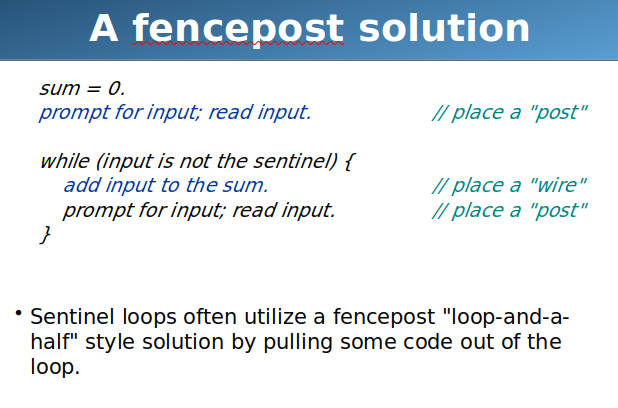 A fencepost solution
sum = 0.
prompt for input; read input. // place a "post"
while (input is not the sentinel) {
add input to the sum. // place a "wire"
prompt for input; read input. // place a "post"
}
• Sentinel loops often utilize a fencepost "loop-and-a-
half" style solution by pulling some code out of the
loop.